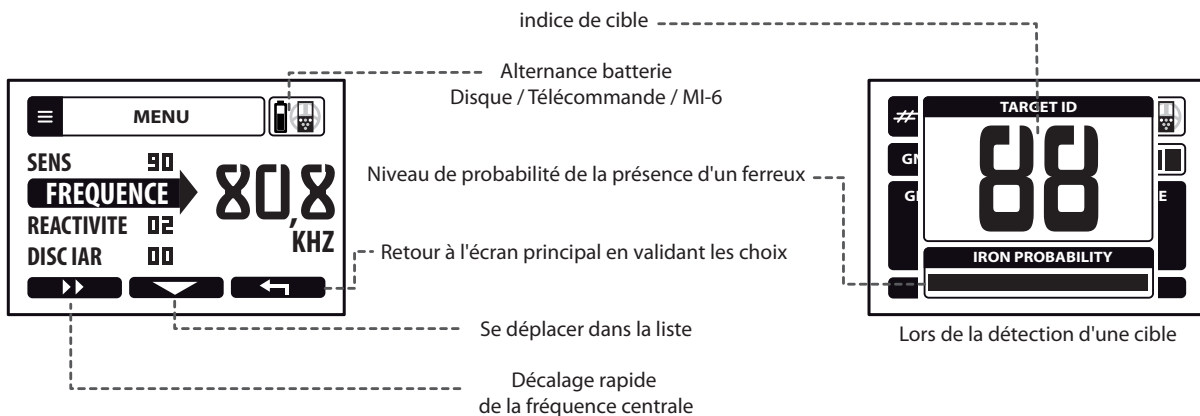 indice de cible
Alternance batterie
Disque / Télécommande / MI-6
MENU
SENS 90
FREQUENCE
80,8
KHZ
REACTIVITE 02
DISC IAR 00
Niveau de probabilité de la présence d'un ferreux
Retour à l'écran principal en validant les choix
Se déplacer dans la liste
Décalage rapide
de la fréquence centrale
TARGET ID
88
GN
G
E
IRON PROBABILITY
Lors de la détection d'une cible